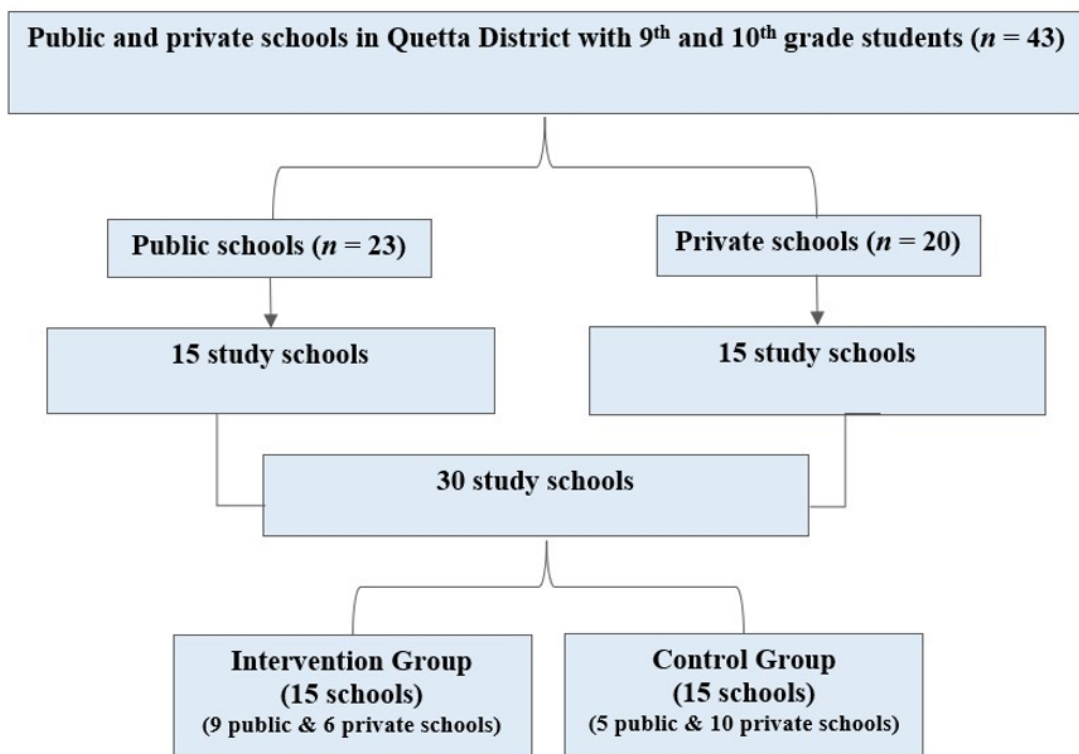 Public and private schools in Quetta District with 9th and 10th grade students (n = 43)
Public schools (n = 23)
Private schools (n = 20)
15 study schools
15 study schools
30 study schools
Intervention Group
(15 schools)
(9 public & 6 private schools)
Control Group
(15 schools)
(5 public & 10 private schools)